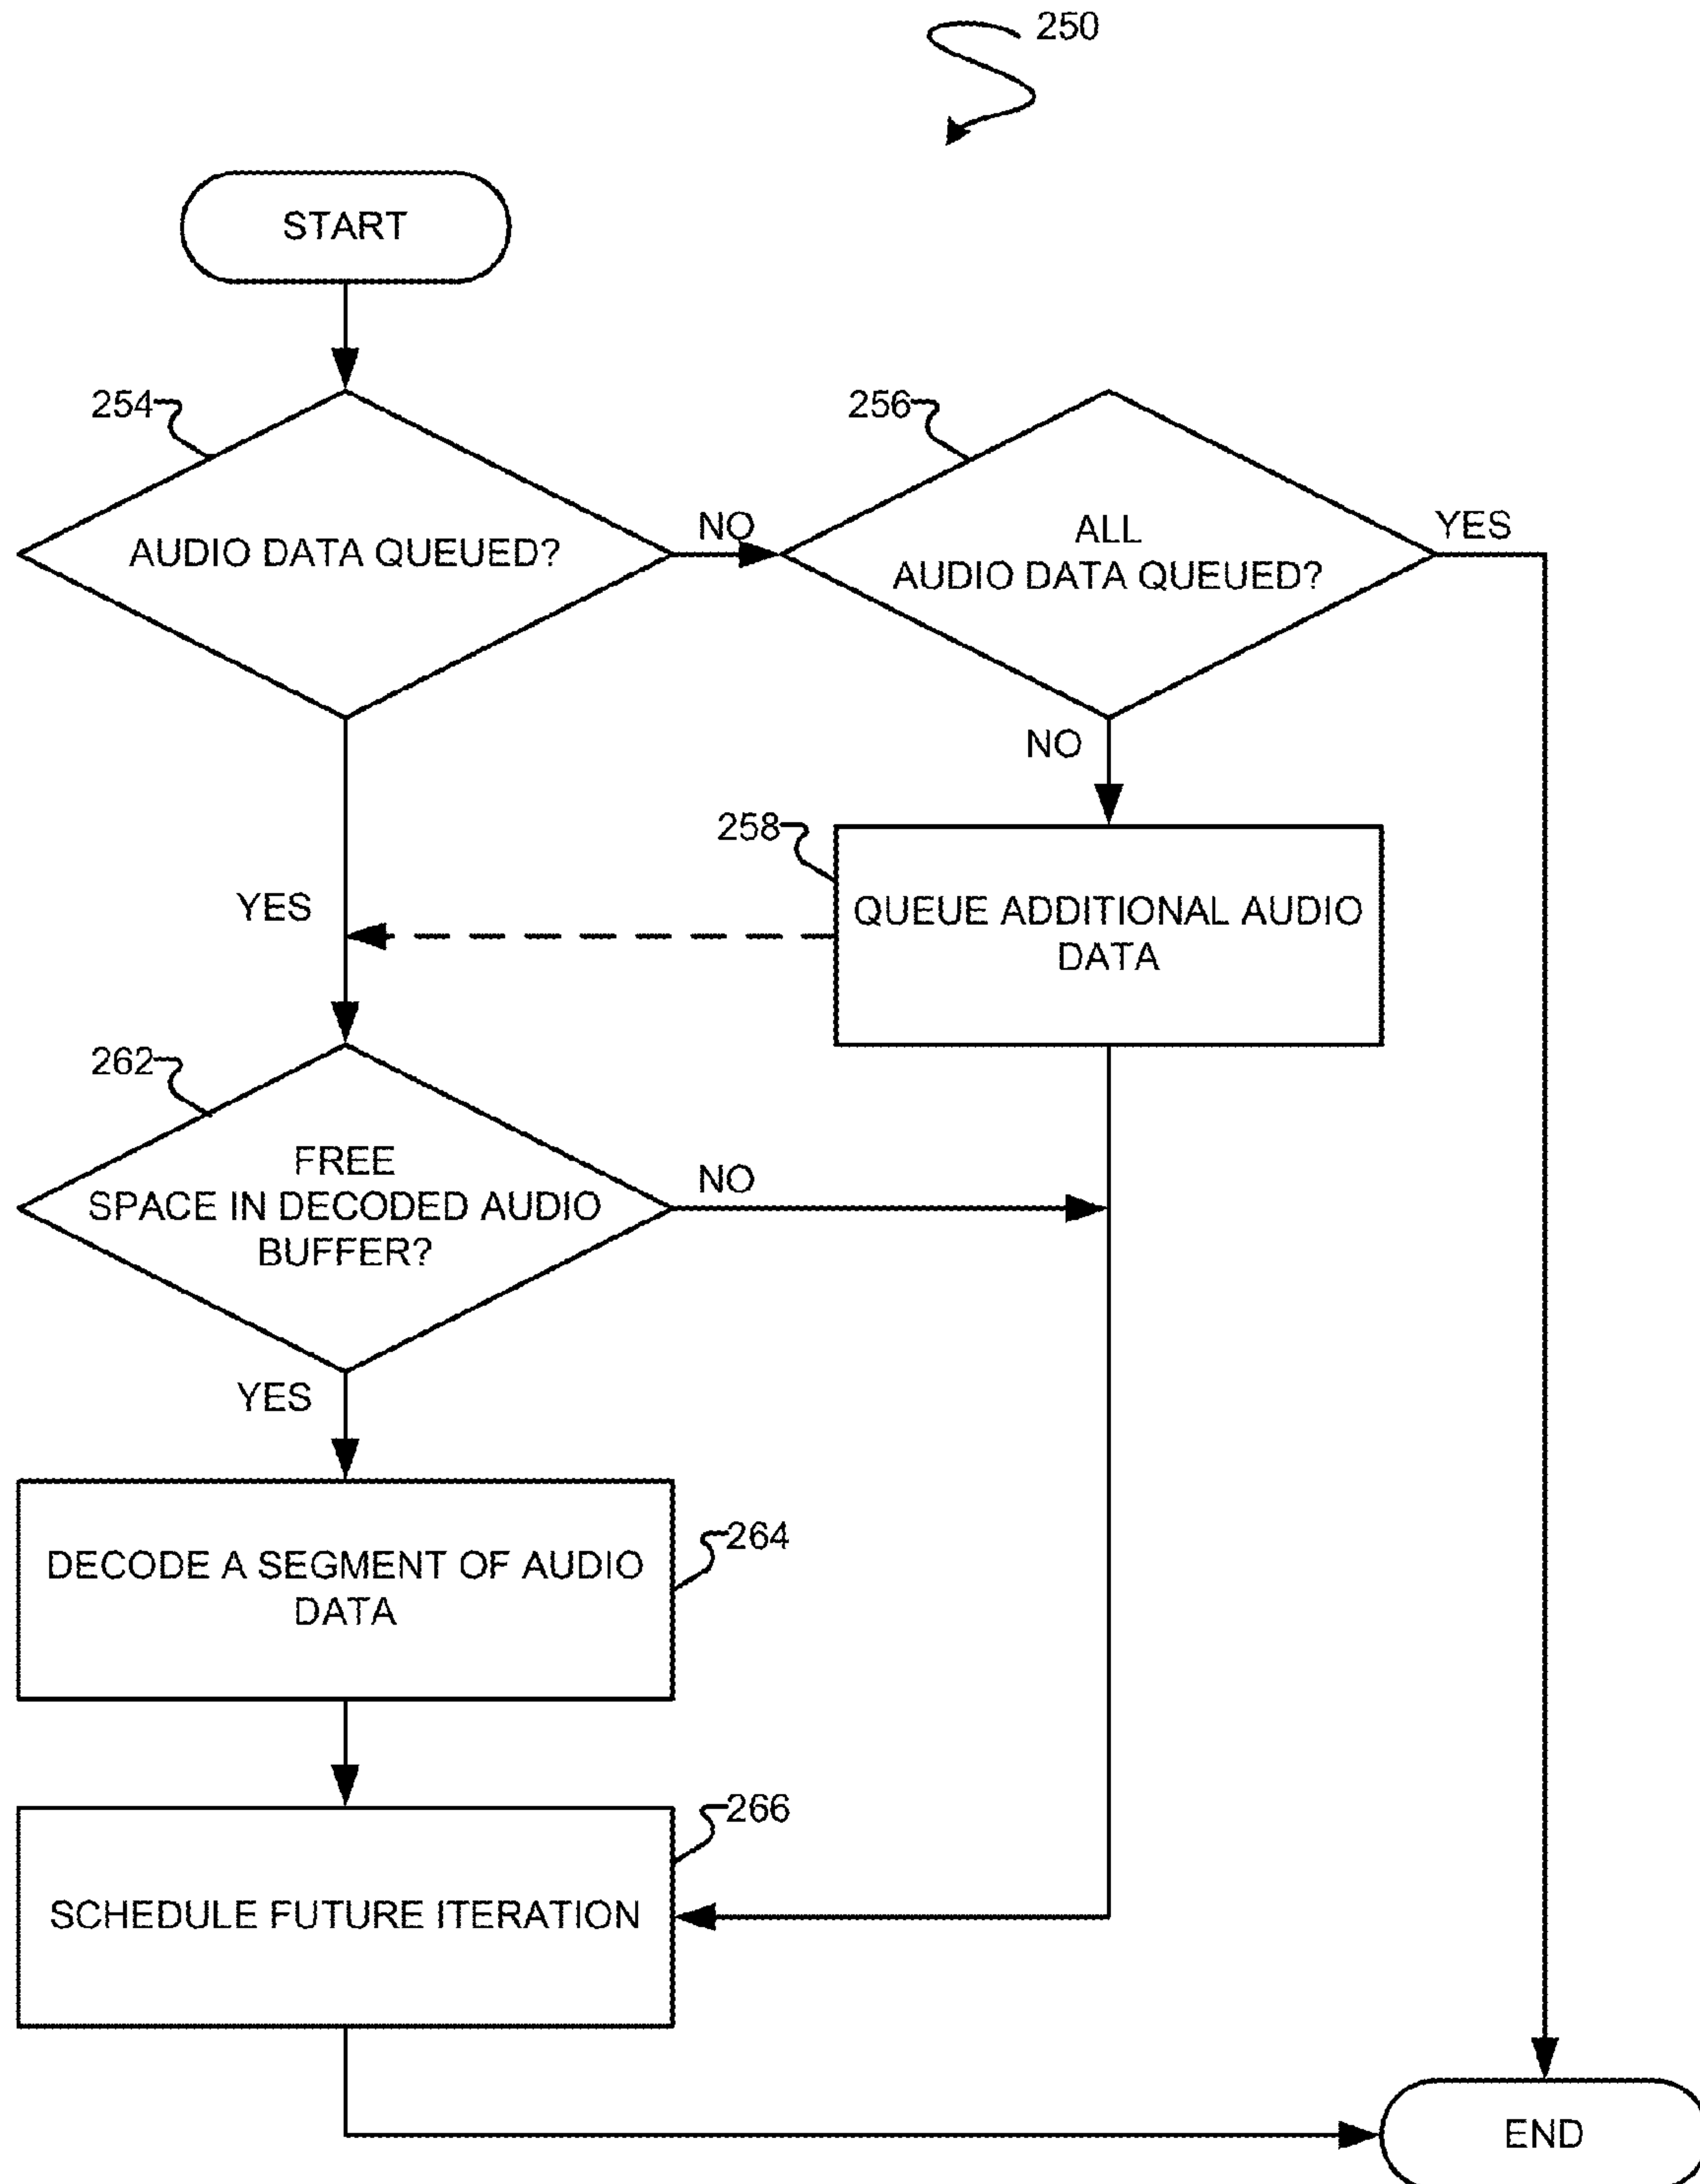 250
START
254
256
AUDIO DATA QUEUED?
NO
ALL
AUDIO DATA QUEUED?
YES
NO
258
YES
QUEUE ADDITIONAL AUDIO
DATA
262
FREE
SPACE IN DECODED AUDIO
BUFFER?
NO
YES
264
DECODE A SEGMENT OF AUDIO
DATA
266
SCHEDULE FUTURE ITERATION
END